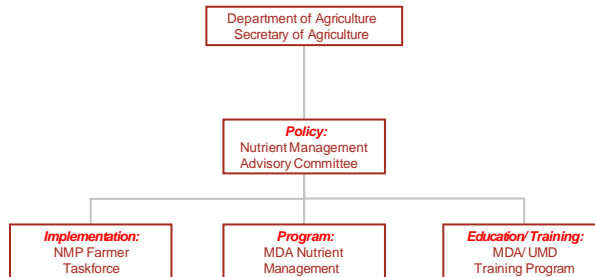 Department of Agriculture
Secretary of Agriculture
Policy:
Nutrient Management
Advisory Committee
Implementation:
NMP Farmer
Taskforce
Program:
MDA Nutrient
Management
Education/ Training:
MDA/ UMD
Training Program